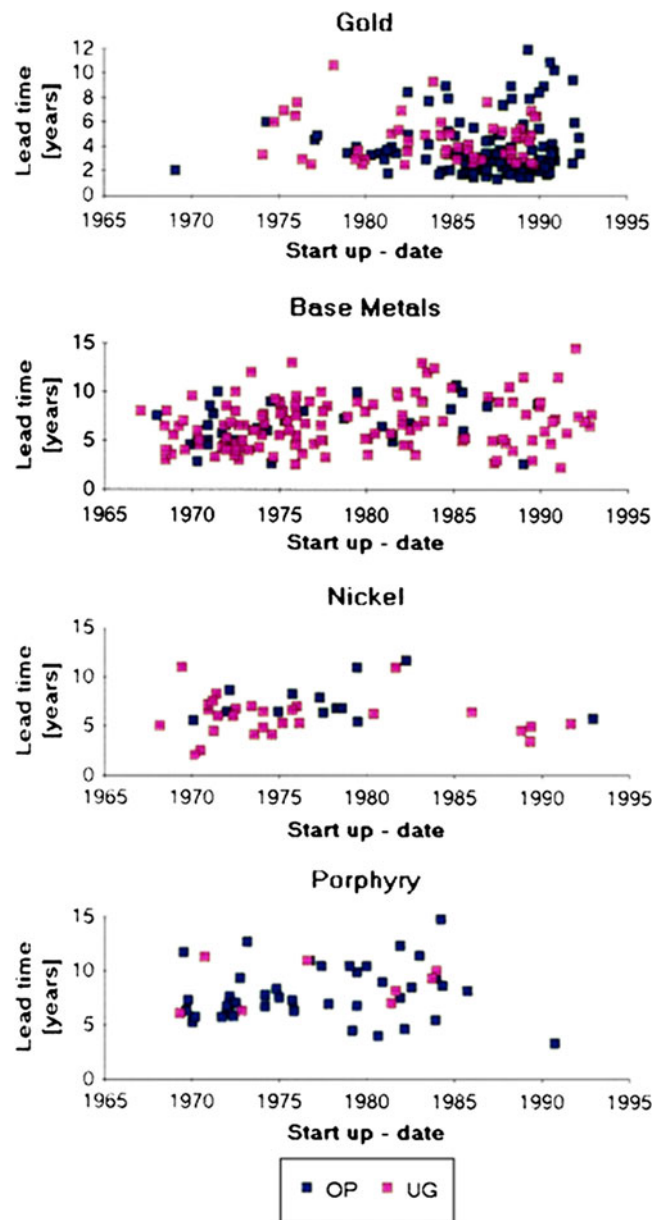 Gold
Lead time
[years]
12
10
8
6
4
2
0
1965 1970 1975 1980 1985 1990 1995
Start up - date
Base Metals
Lead time
[years]
15
10
5
0
1965 1970 1975 1980 1985 1990 1995
Start up - date
Nickel
Lead time
[years]
15
10
5
0
1965 1970 1975 1980 1985 1990 1995
Start up - date
Porphyry
Lead time
[years]
15
10
5
0
1965 1970 1975 1980 1985 1990 1995
Start up - date
OP UG